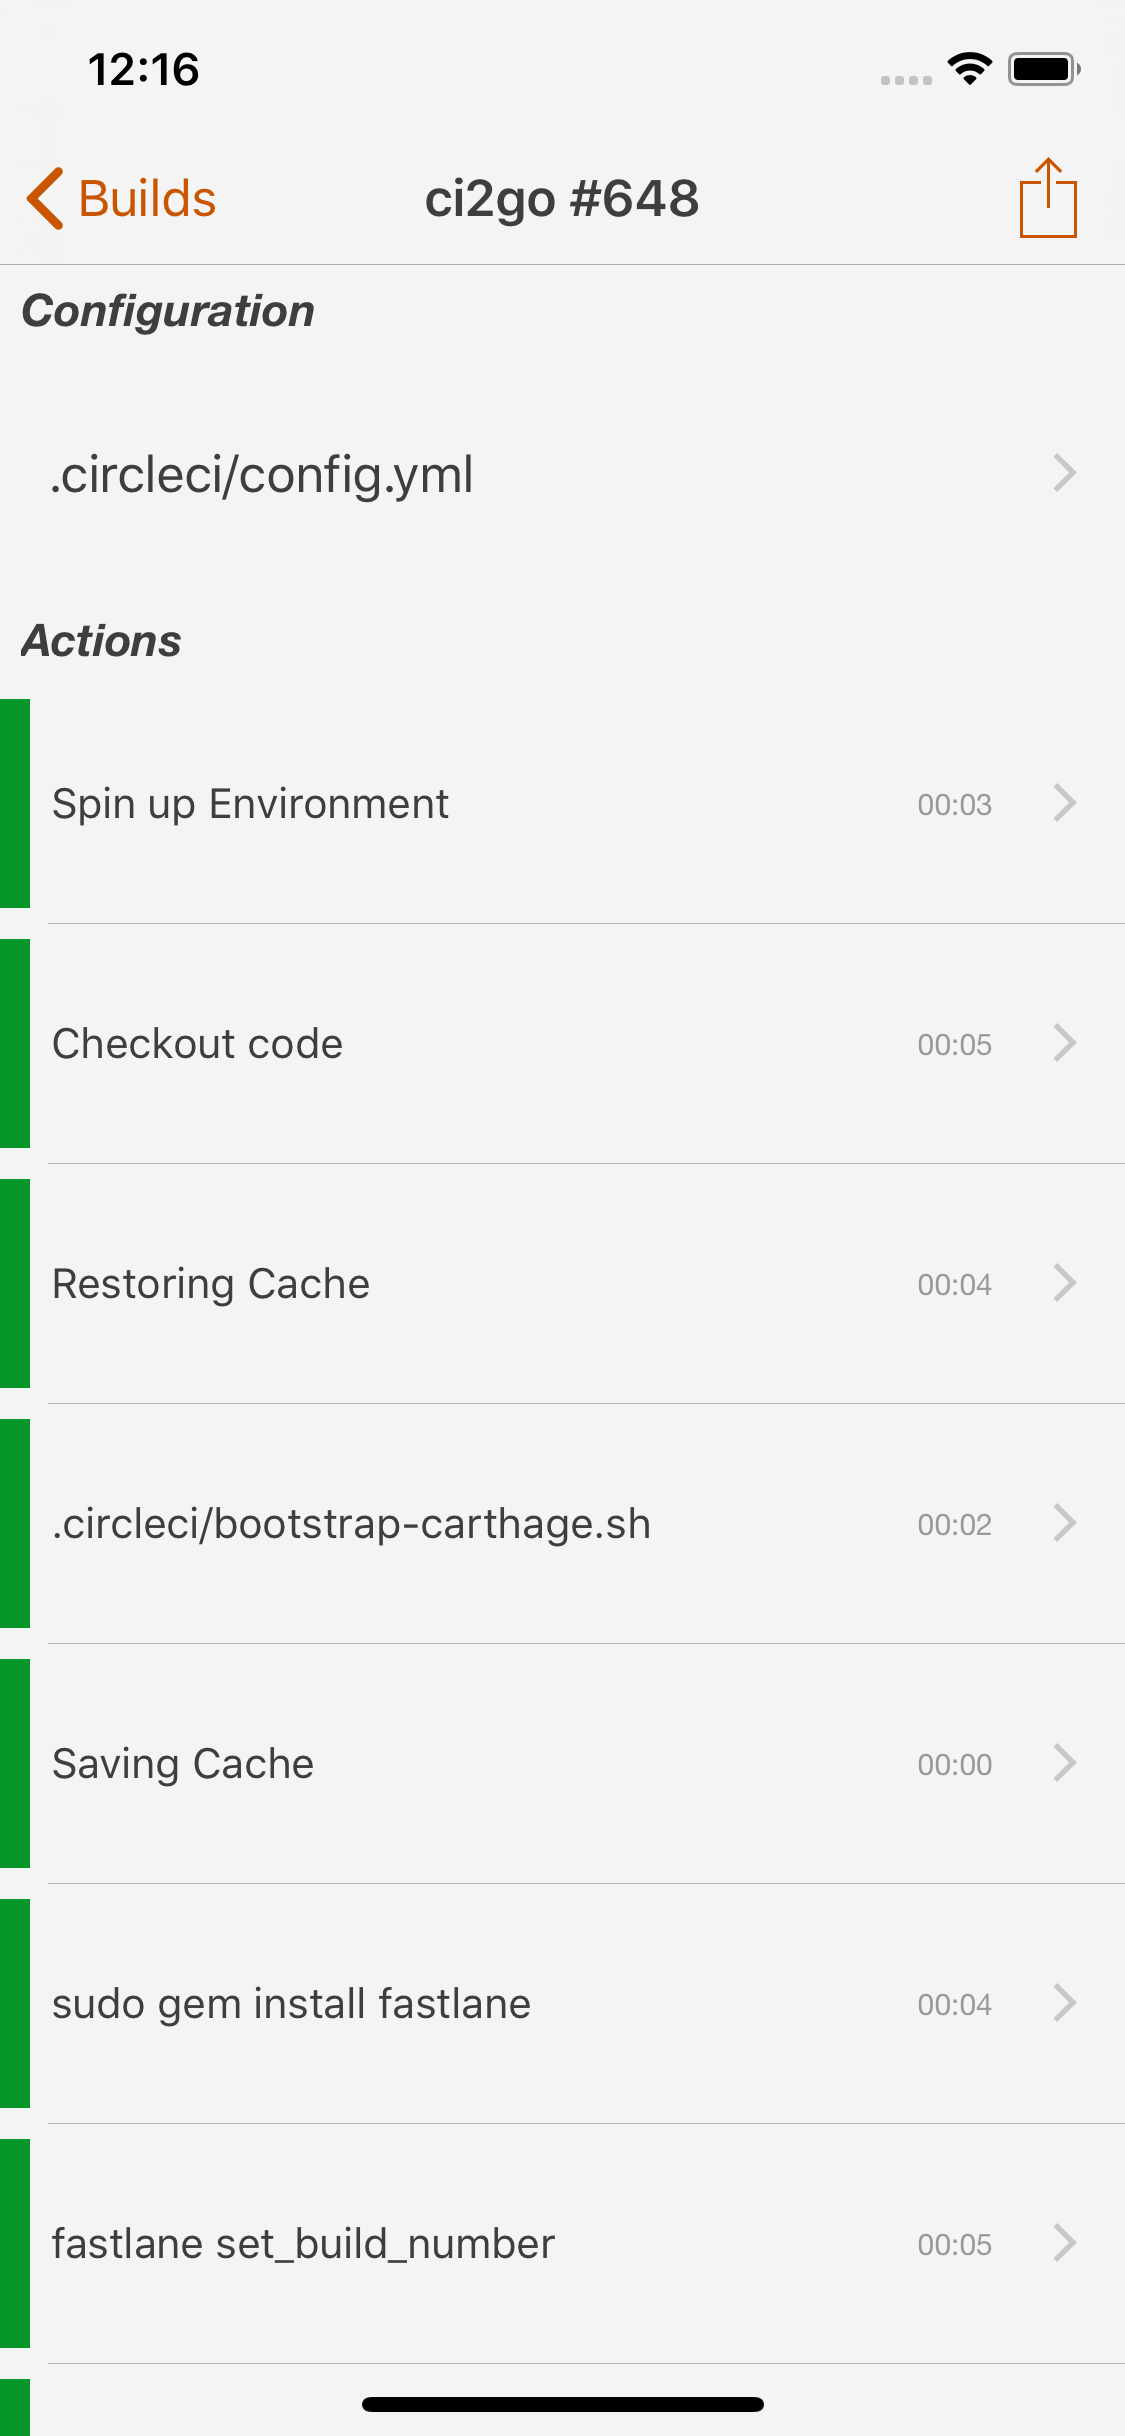 12:16
Builds
ci2go #648
Configuration
.circleci/config.yml
Actions
Spin up Environment 00:03
Checkout code 00:05
Restoring Cache 00:04
.circleci/bootstrap-carthage.sh 00:02
Saving Cache 00:00
sudo gem install fastlane 00:04
fastlane set_build_number 00:05